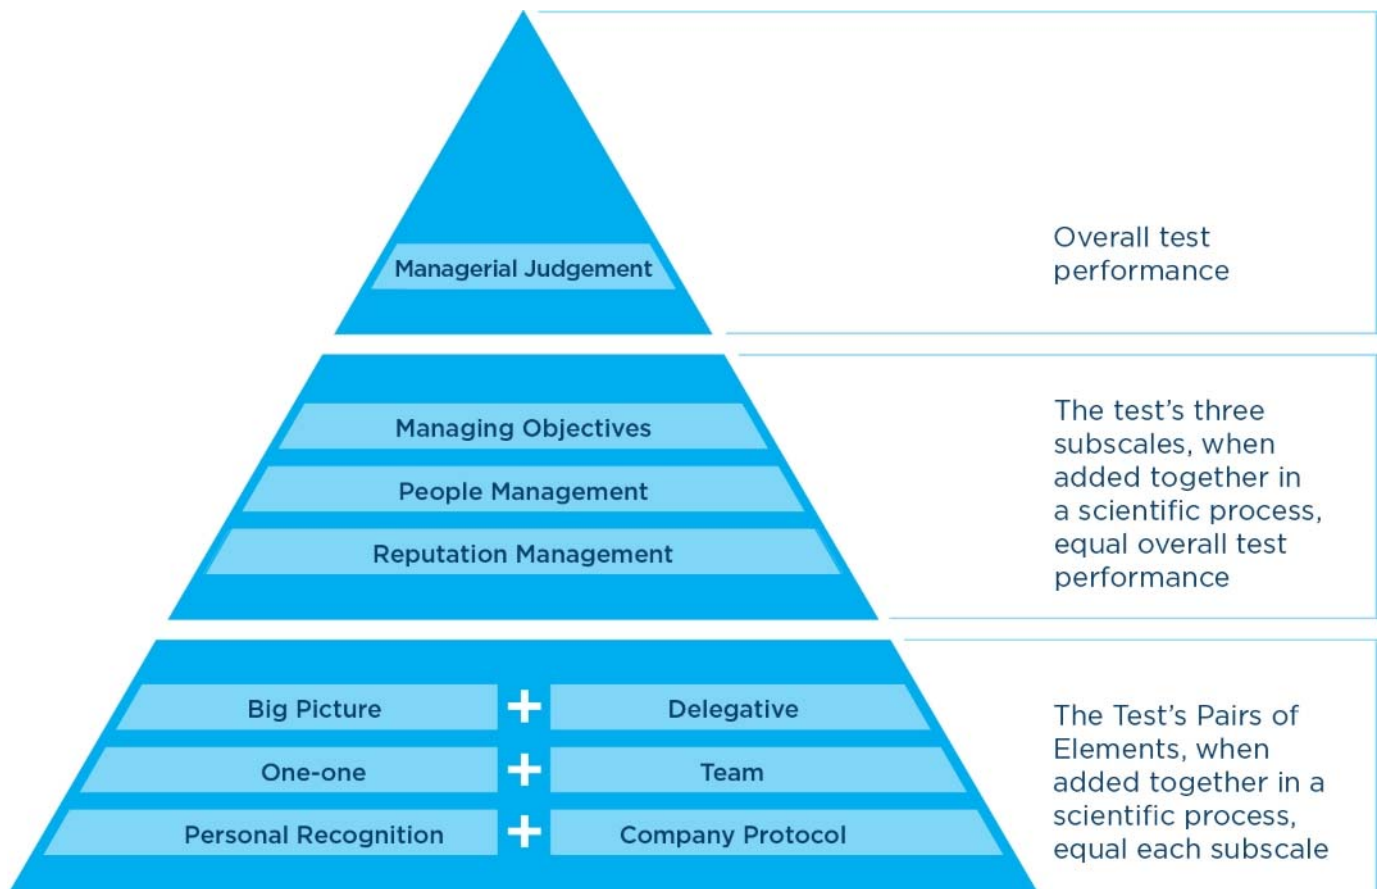 Managerial Judgement
Overall test
performance
Managing Objectives
People Management
Reputation Management
The test’s three
subscales, when
added together in
a scientific process,
equal overall test
performance
Big Picture + Delegative
One-one + Team
Personal Recognition + Company Protocol
The Test’s Pairs of
Elements, when
added together in a
scientific process,
equal each subscale